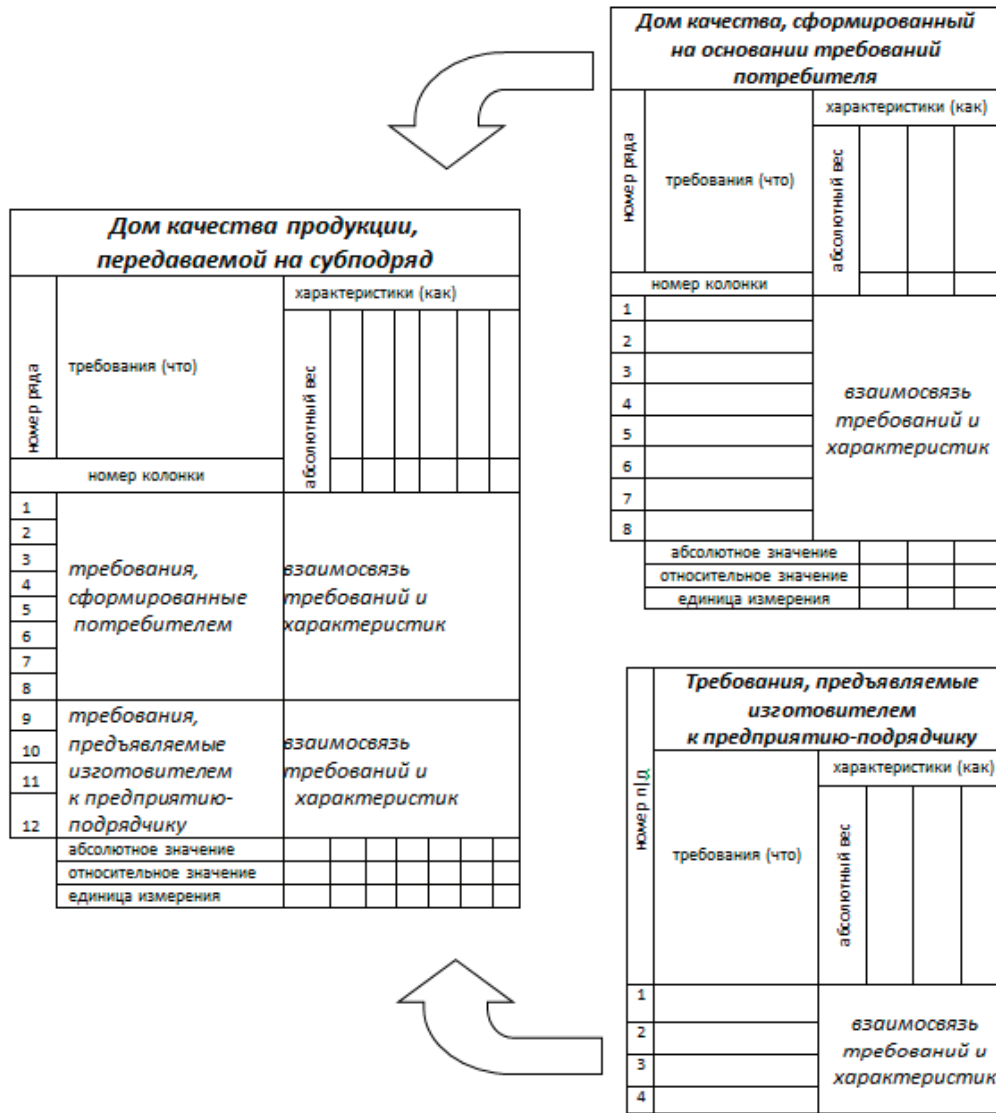 Дом качества, сформированный
на основании требований
потребителя
номер ряда
требования (что)
характеристики (как)
абсолютный вес
номер колонки
1
2
3
4
5
6
7
8
взаимосвязь
требований и
характеристик
абсолютное значение
относительное значение
единица измерения
Дом качества продукции,
передаваемой на субподряд
номер ряда
требования (что)
характеристики (как)
абсолютный вес
номер колонки
1
2
3
4
5
6
7
8
требования,
сформированные
потребителем
взаимосвязь
требований и
характеристик
9
10
11
12
требования,
предъявляемые
изготовителем
к предприятию-
подрядчику
взаимосвязь
требований и
характеристик
абсолютное значение
относительное значение
единица измерения
Требования, предъявляемые
изготовителем
к предприятию-подрядчику
номер п|д
требования (что)
характеристики (как)
абсолютный вес
1
2
3
4
взаимосвязь
требований и
характеристик